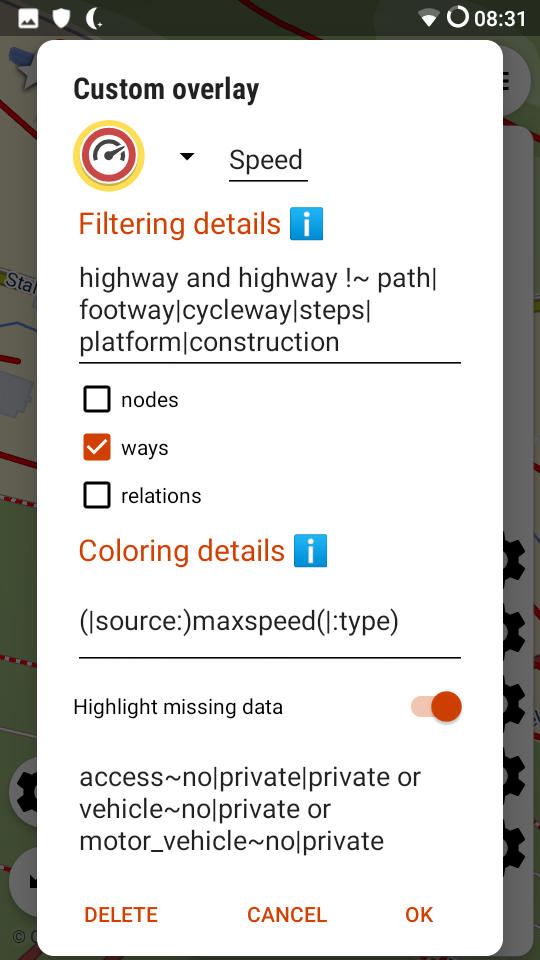 08:31
Custom overlay
Speed
Filtering details ℹ️
highway and highway !~ path|
footway|cycleway|steps|
platform|construction
nodes
ways
relations
Coloring details ℹ️
(|source:)maxspeed(|:type)
Highlight missing data
access~no|private|private or
vehicle~no|private or
motor_vehicle~no|private
DELETE CANCEL OK
©